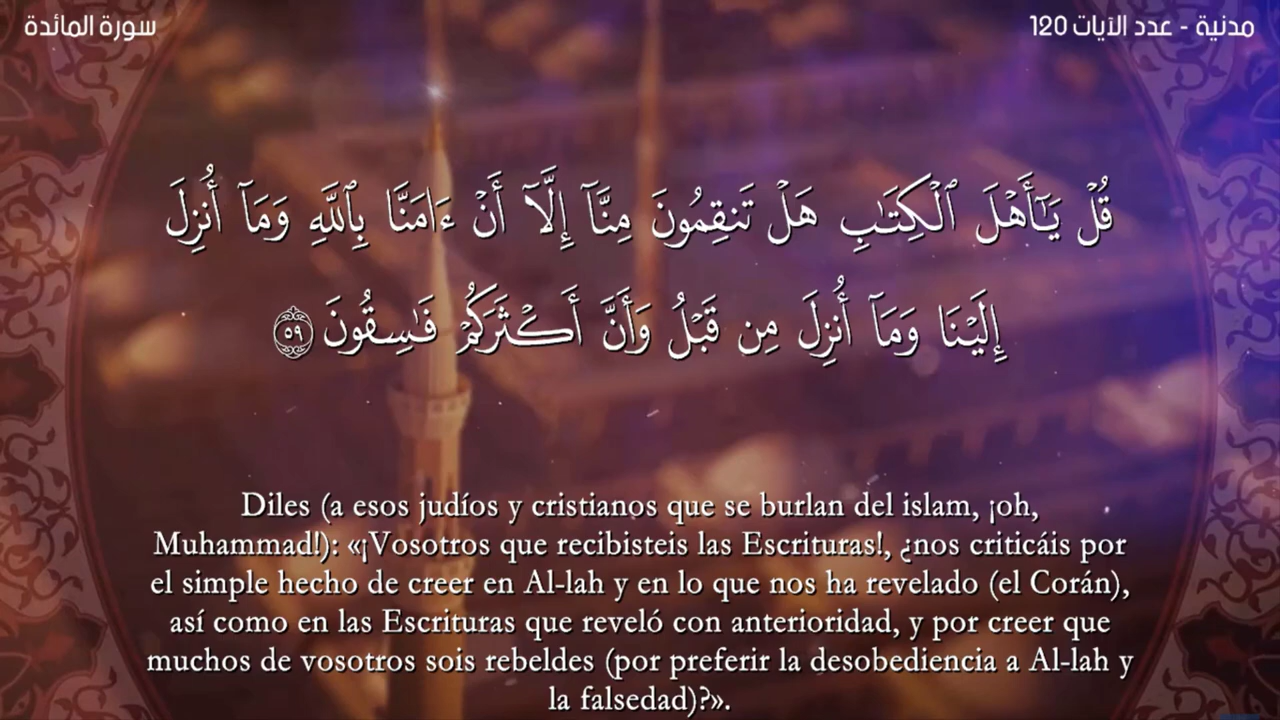 سورة المائدة
مدنية - عدد الآيات 120
قُلْ يَـٰٓأَهْلَ ٱلْكِتَـٰبِ هَلْ تَنقِمُونَ مِنَّآ إِلَّآ أَنْ ءَامَنَّا بِٱللَّهِ وَمَآ أُنزِلَ
إِلَيْنَا وَمَآ أُنزِلَ مِن قَبْلُ وَأَنَّ أَكْثَرَكُمْ فَـٰسِقُونَ ٥٩
Diles (a esos judíos y cristianos que se burlan del islam, ¡oh,
Muhammad!): «¡Vosotros que recibisteis las Escrituras!, ¿nos criticáis por
el simple hecho de creer en Al-lah y en lo que nos ha revelado (el Corán),
así como en las Escrituras que reveló con anterioridad, y por creer que
muchos de vosotros sois rebeldes (por preferir la desobediencia a Al-lah y
la falsedad)?».